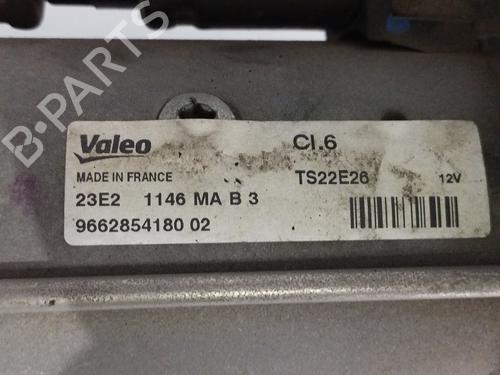 B-PARTS
Valeo CI.6
MADE IN FRANCE TS22E26 12V
23E2 1146 MA B 3
9662854180 02